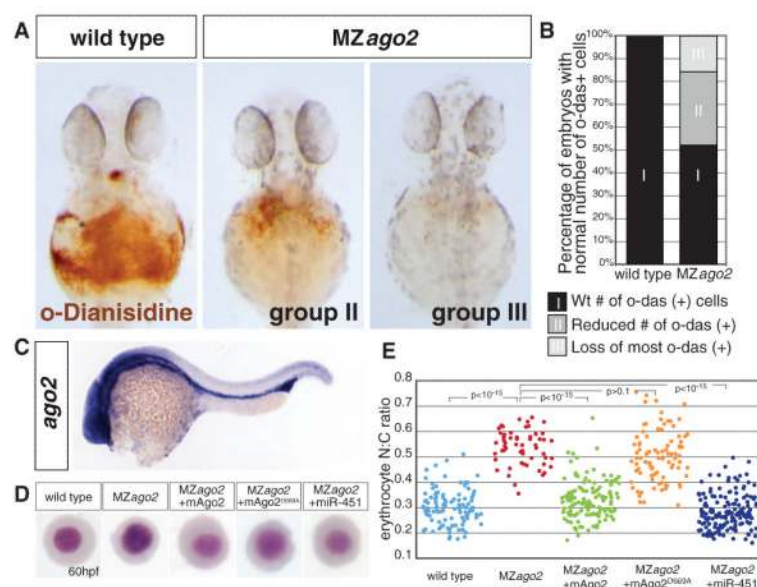 A
wild type
MZago2
o-Dianisidine
group II
group III
B
Percentage of embryos with
normal number of o-das+ cells
100%
90%
80%
70%
60%
50%
40%
30%
20%
10%
0%
I
III
II
I
wild type
MZago2
I Wt # of o-das (+) cells
II Reduced # of o-das (+)
III Loss of most o-das (+)
C
ago2
D
wild type
MZago2
MZago2
+mAgo2
MZago2
+mAgo2D669A
MZago2
+miR-451
60hpf
E
erythrocyte N:C ratio
0.8
0.7
0.6
0.5
0.4
0.3
0.2
0.1
p<10-15
p<10-15
p>0.1
p<10-15
wild type
MZago2
MZago2
+mAgo2
MZago2
+mAgo2D669A
MZago2
+miR-451